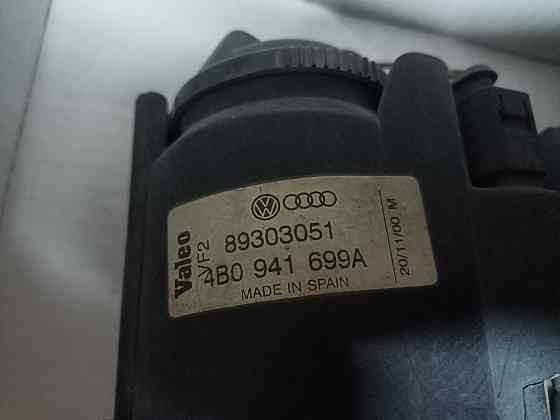 Valeo
VF2
89303051
4B0 941 699A
MADE IN SPAIN
20/11/00 M